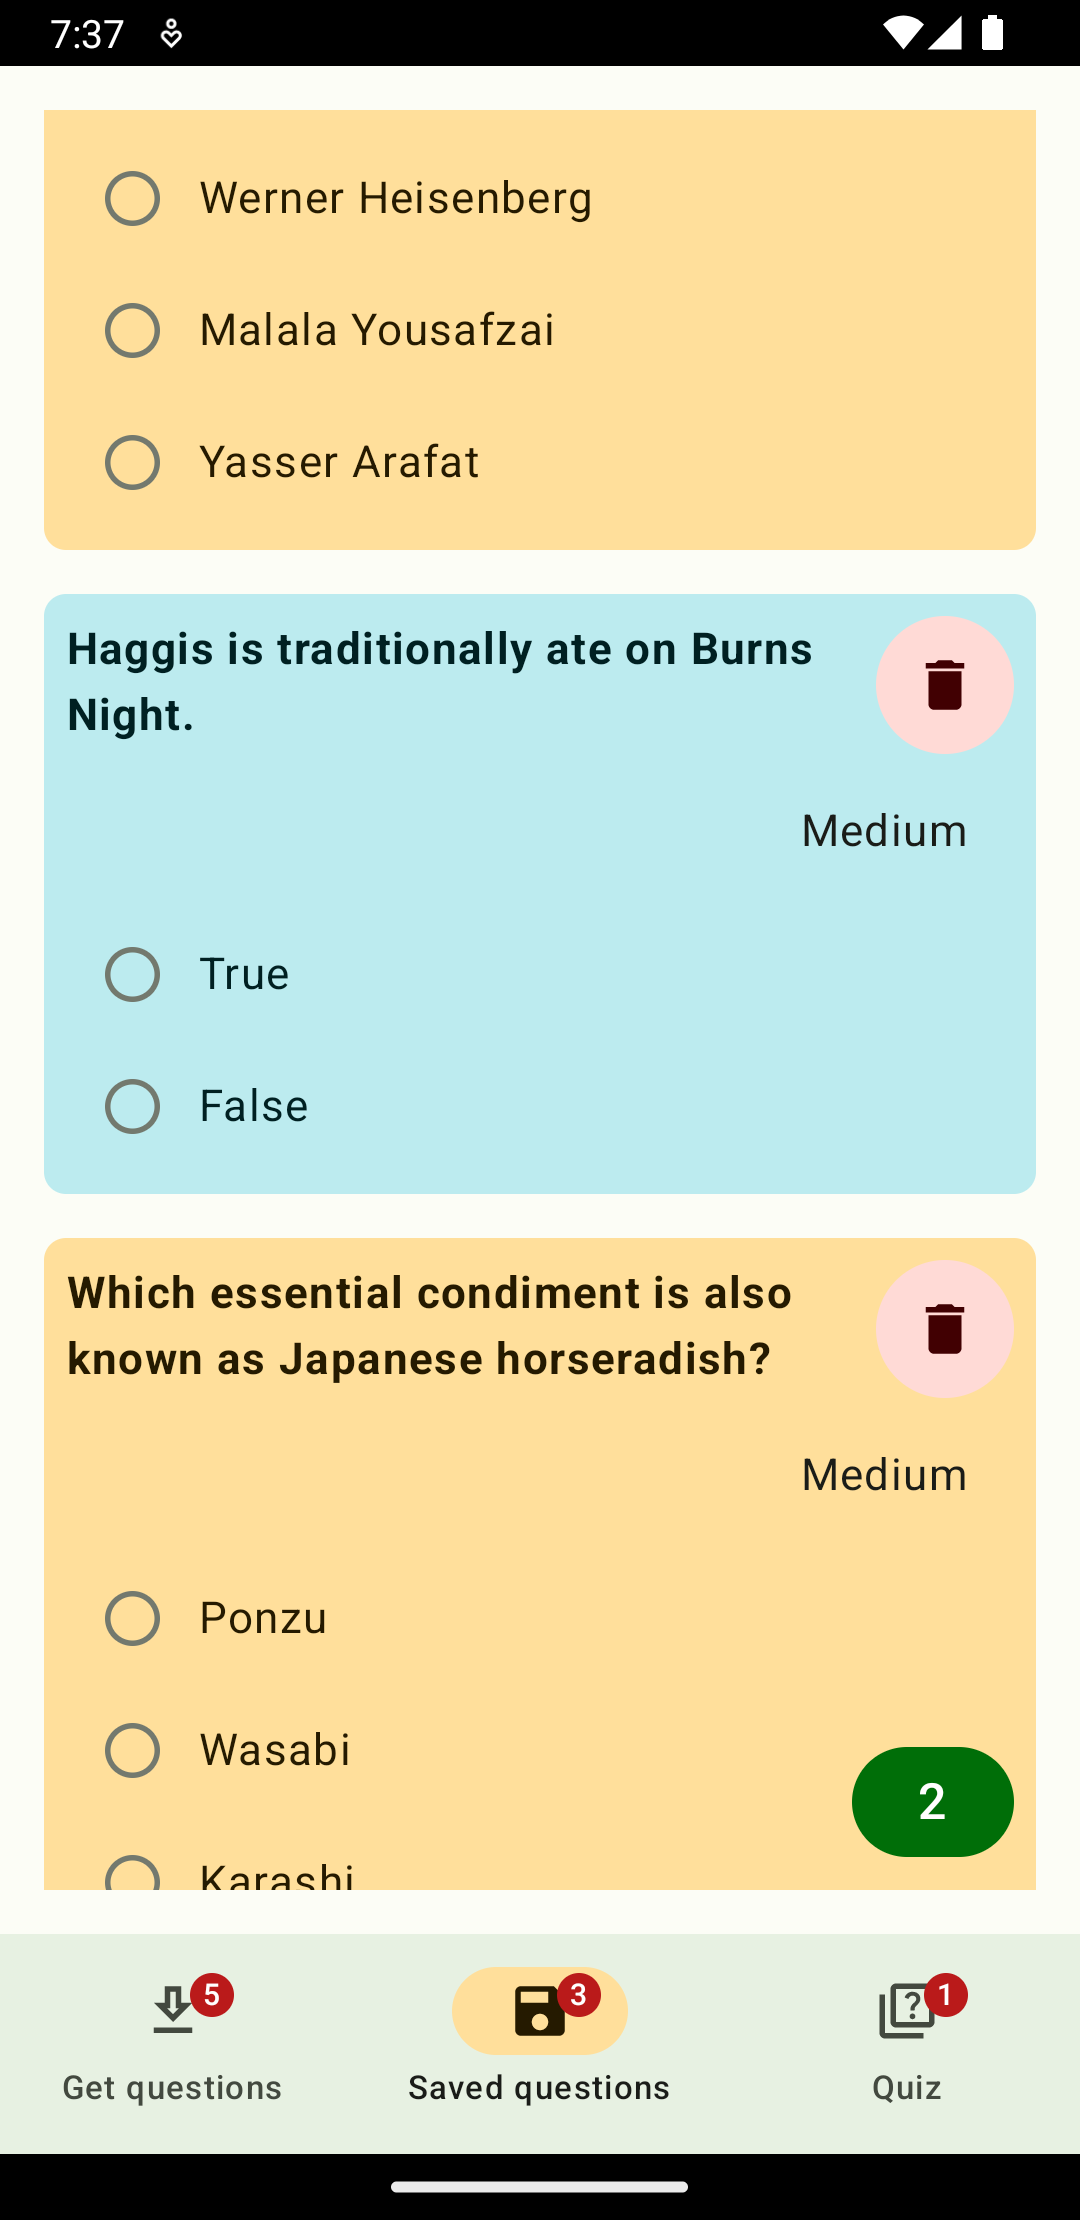 7:37
Werner Heisenberg
Malala Yousafzai
Yasser Arafat
Haggis is traditionally ate on Burns
Night.
Medium
True
False
Which essential condiment is also
known as Japanese horseradish?
Medium
Ponzu
Wasabi
2
Karashi
5
3
?
1
Get questions
Saved questions
Quiz